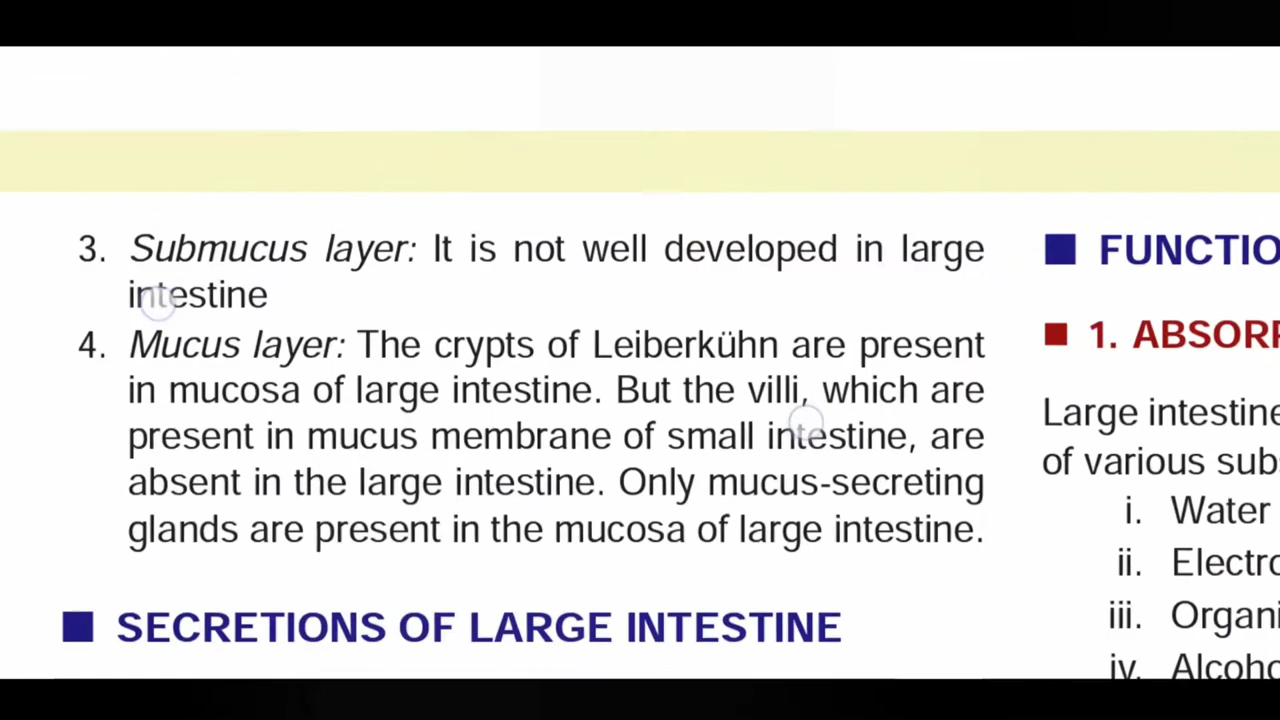 3. Submucus layer: It is not well developed in large
intestine
4. Mucus layer: The crypts of Leiberkühn are present
in mucosa of large intestine. But the villi, which are
present in mucus membrane of small intestine, are
absent in the large intestine. Only mucus-secreting
glands are present in the mucosa of large intestine.
■ SECRETIONS OF LARGE INTESTINE
■ FUNCTIO
■ 1. ABSOR
Large intestine
of various sub
i. Water
ii. Electro
iii. Organi
iv. Alcoho